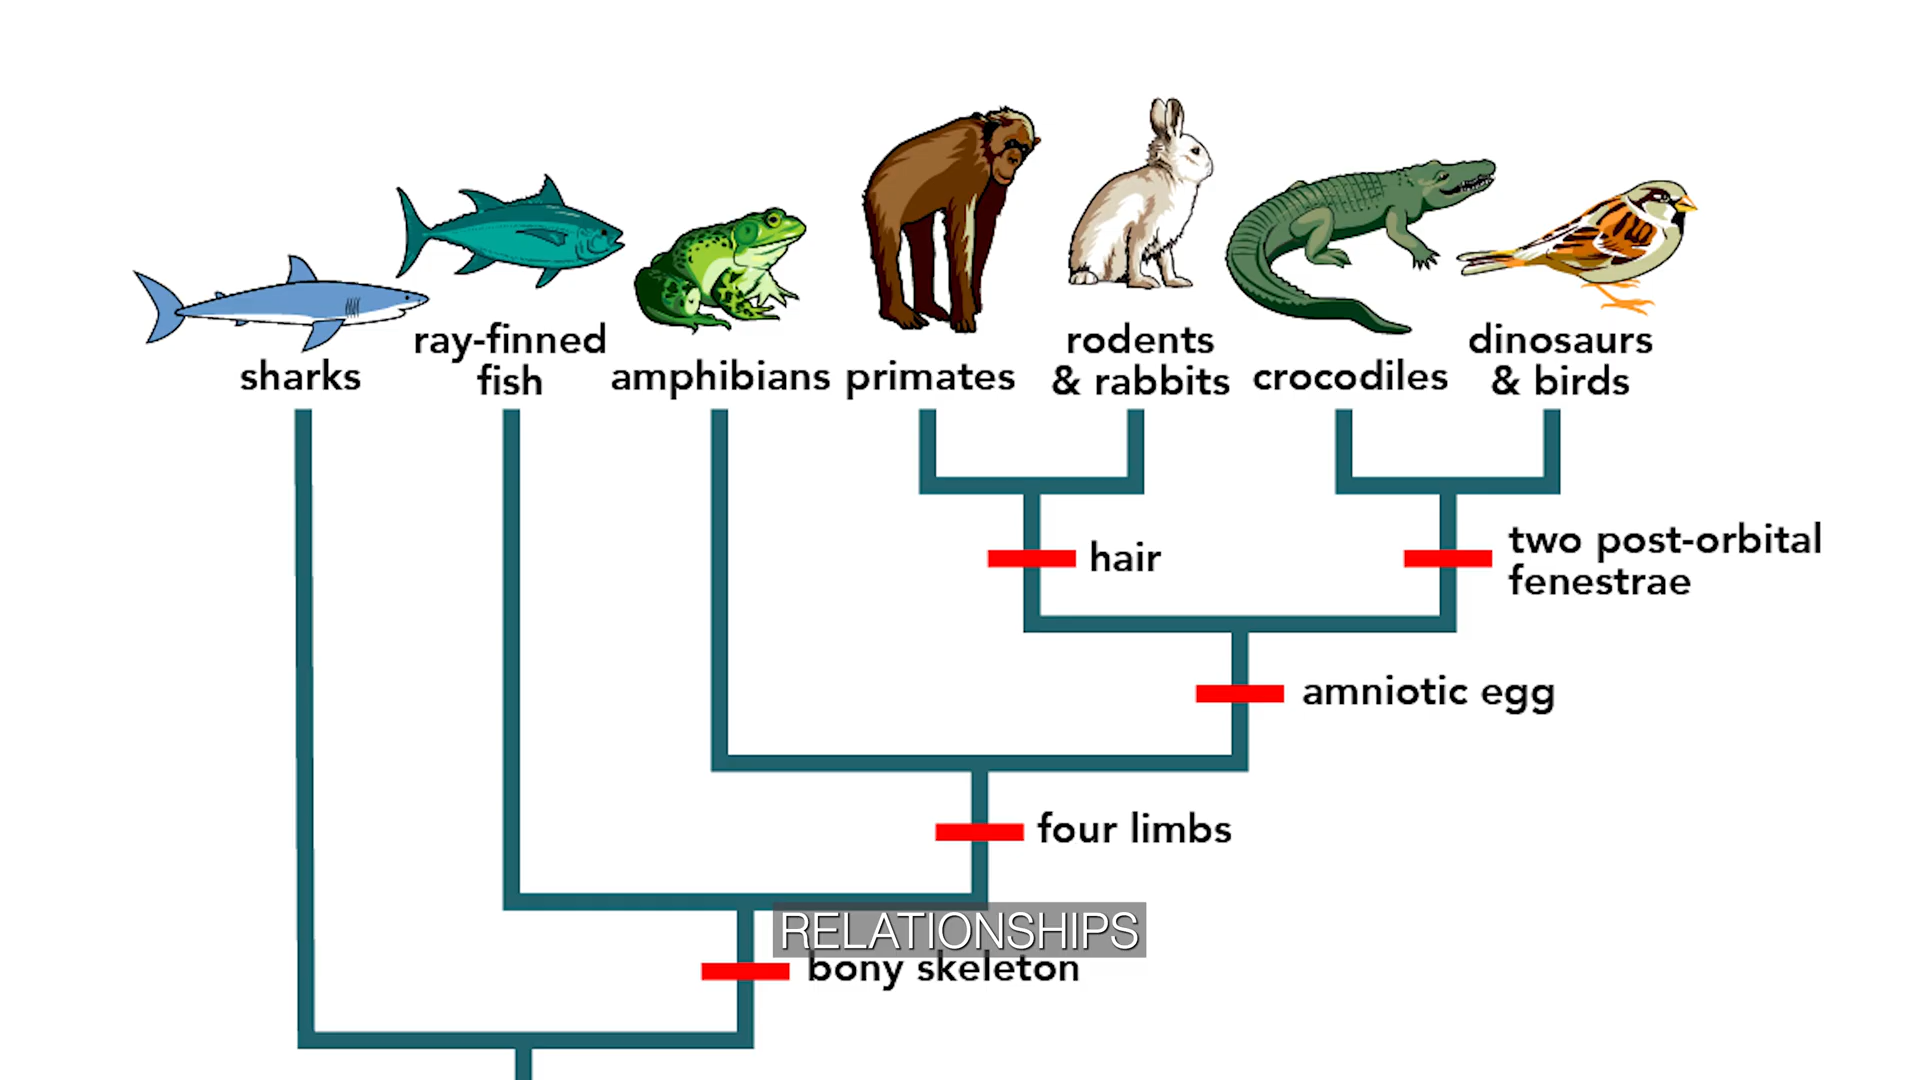 sharks
ray-finned
fish
amphibians
primates
rodents
& rabbits
crocodiles
dinosaurs
& birds
hair
two post-orbital
fenestrae
amniotic egg
four limbs
RELATIONSHIPS
bony skeleton